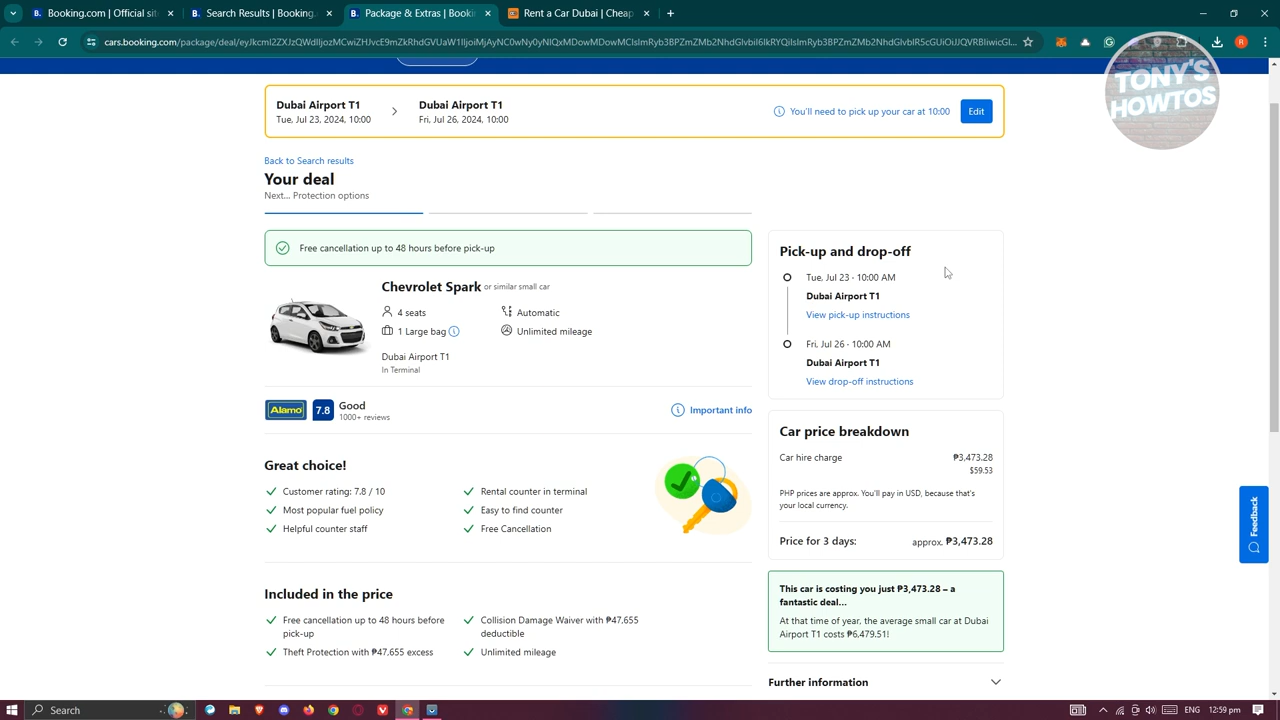 Booking.com | Official sit
Search Results | Booking.
Package & Extras | Booki
Rent a Car Dubai | Cheap
cars.booking.com/package/deal/
TONY'S
HOWTOS
Dubai Airport T1
Tue, Jul 23, 2024, 10:00
Dubai Airport T1
Fri, Jul 26, 2024, 10:00
You'll need to pick up your car at 10:00
Edit
Back to Search results
Your deal
Next... Protection options
Free cancellation up to 48 hours before pick-up
Chevrolet Spark or similar small car
4 seats
Automatic
1 Large bag
Unlimited mileage
Dubai Airport T1
In Terminal
Alamo
7.8
Good
1000+ reviews
Important info
Great choice!
Customer rating: 7.8 / 10
Rental counter in terminal
Most popular fuel policy
Easy to find counter
Helpful counter staff
Free Cancellation
Included in the price
Free cancellation up to 48 hours before
pick-up
Collision Damage Waiver with ₱47,655
deductible
Theft Protection with ₱47,655 excess
Unlimited mileage
Pick-up and drop-off
Tue, Jul 23 · 10:00 AM
Dubai Airport T1
View pick-up instructions
Fri, Jul 26 · 10:00 AM
Dubai Airport T1
View drop-off instructions
Car price breakdown
Car hire charge
₱3,473.28
$59.53
PHP prices are approx. You'll pay in USD, because that's
your local currency.
Price for 3 days:
approx. ₱3,473.28
This car is costing you just ₱3,473.28 – a
fantastic deal...
At that time of year, the average small car at Dubai
Airport T1 costs ₱6,479.51!
Further information
Feedback
Search
ENG
12:59 pm